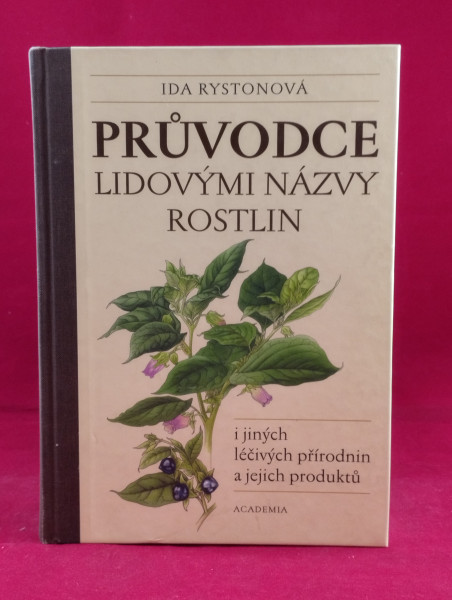 IDA RYSTONOVÁ
PRŮVODCE
LIDOVÝMI NÁZVY
ROSTLIN
i jiných
léčivých přírodnin
a jejich produktů
ACADEMIA